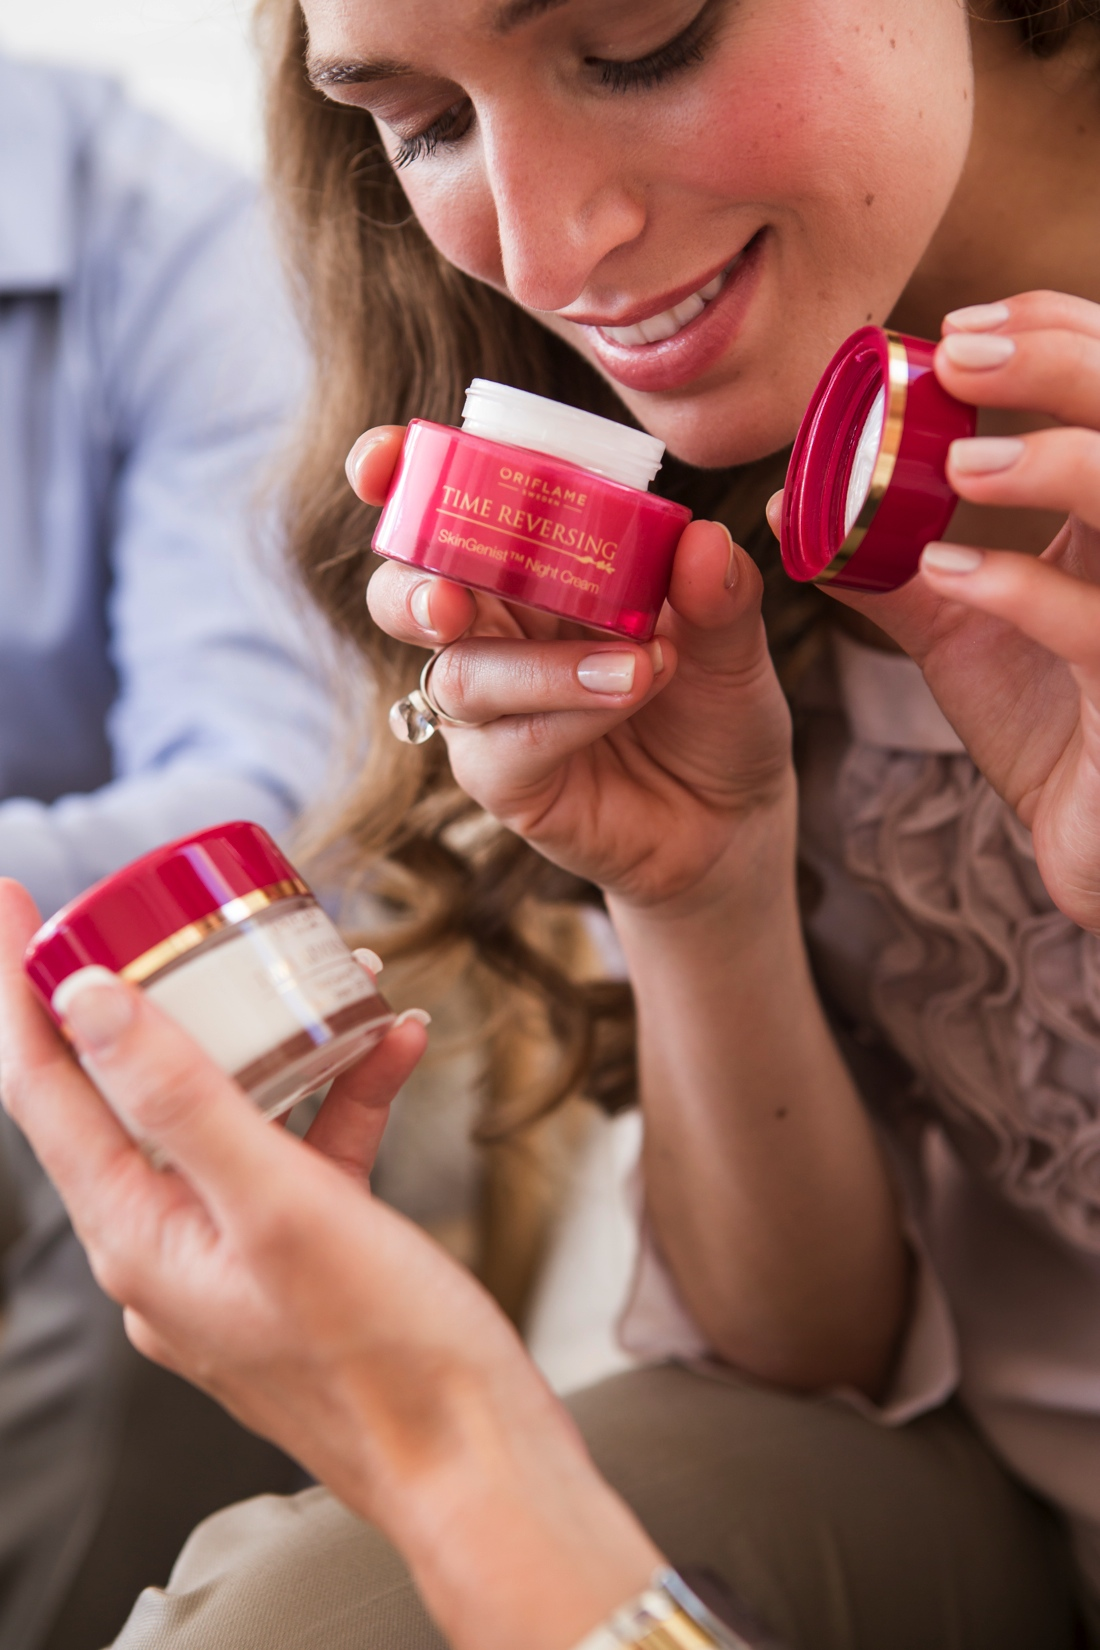 ORIFLAME
SWEDEN
TIME REVERSING
SkinGenist™ Night Cream